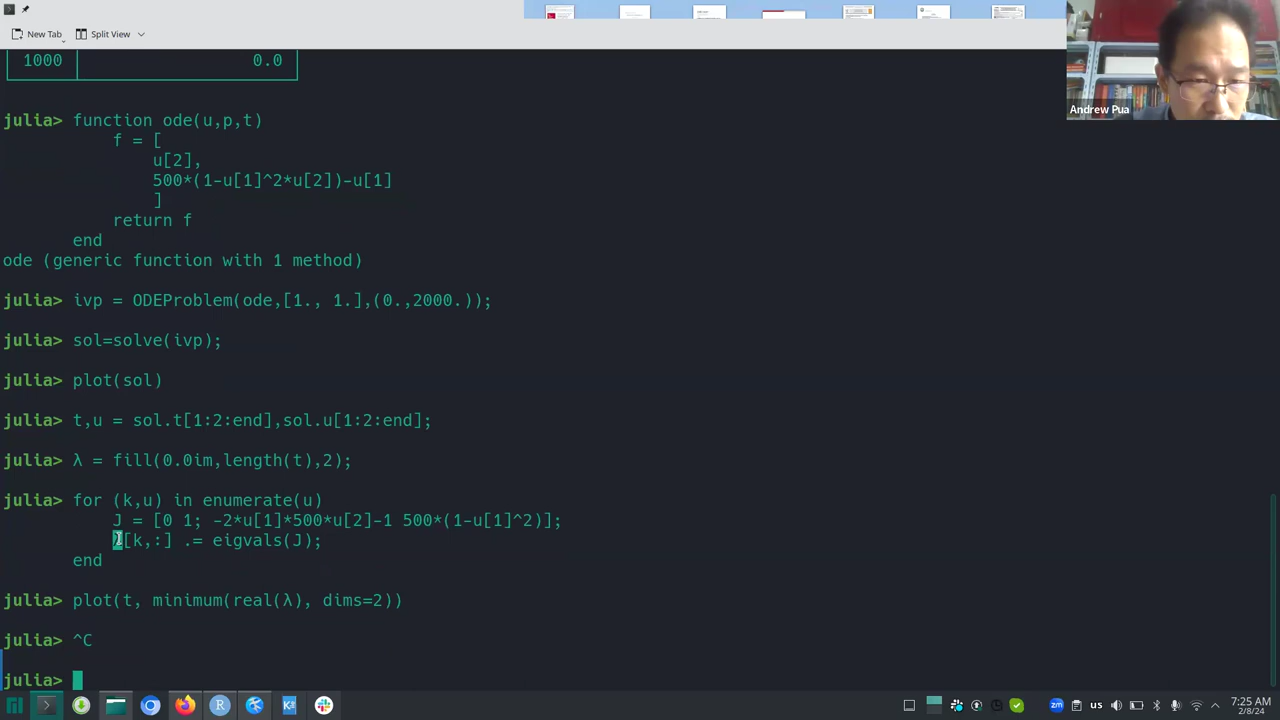 New Tab
Split View
Andrew Pua
1000 0.0
julia> function ode(u,p,t)
f = [
u[2],
500*(1-u[1]^2*u[2])-u[1]
]
return f
end
ode (generic function with 1 method)
julia> ivp = ODEProblem(ode,[1., 1.],(0.,2000.));
julia> sol=solve(ivp);
julia> plot(sol)
julia> t,u = sol.t[1:2:end],sol.u[1:2:end];
julia> λ = fill(0.0im,length(t),2);
julia> for (k,u) in enumerate(u)
J = [0 1; -2*u[1]*500*u[2]-1 500*(1-u[1]^2)];
λ[k,:] .= eigvals(J);
end
julia> plot(t, minimum(real(λ), dims=2))
julia> ^C
julia>
us
zm
7:25 AM
2/8/24